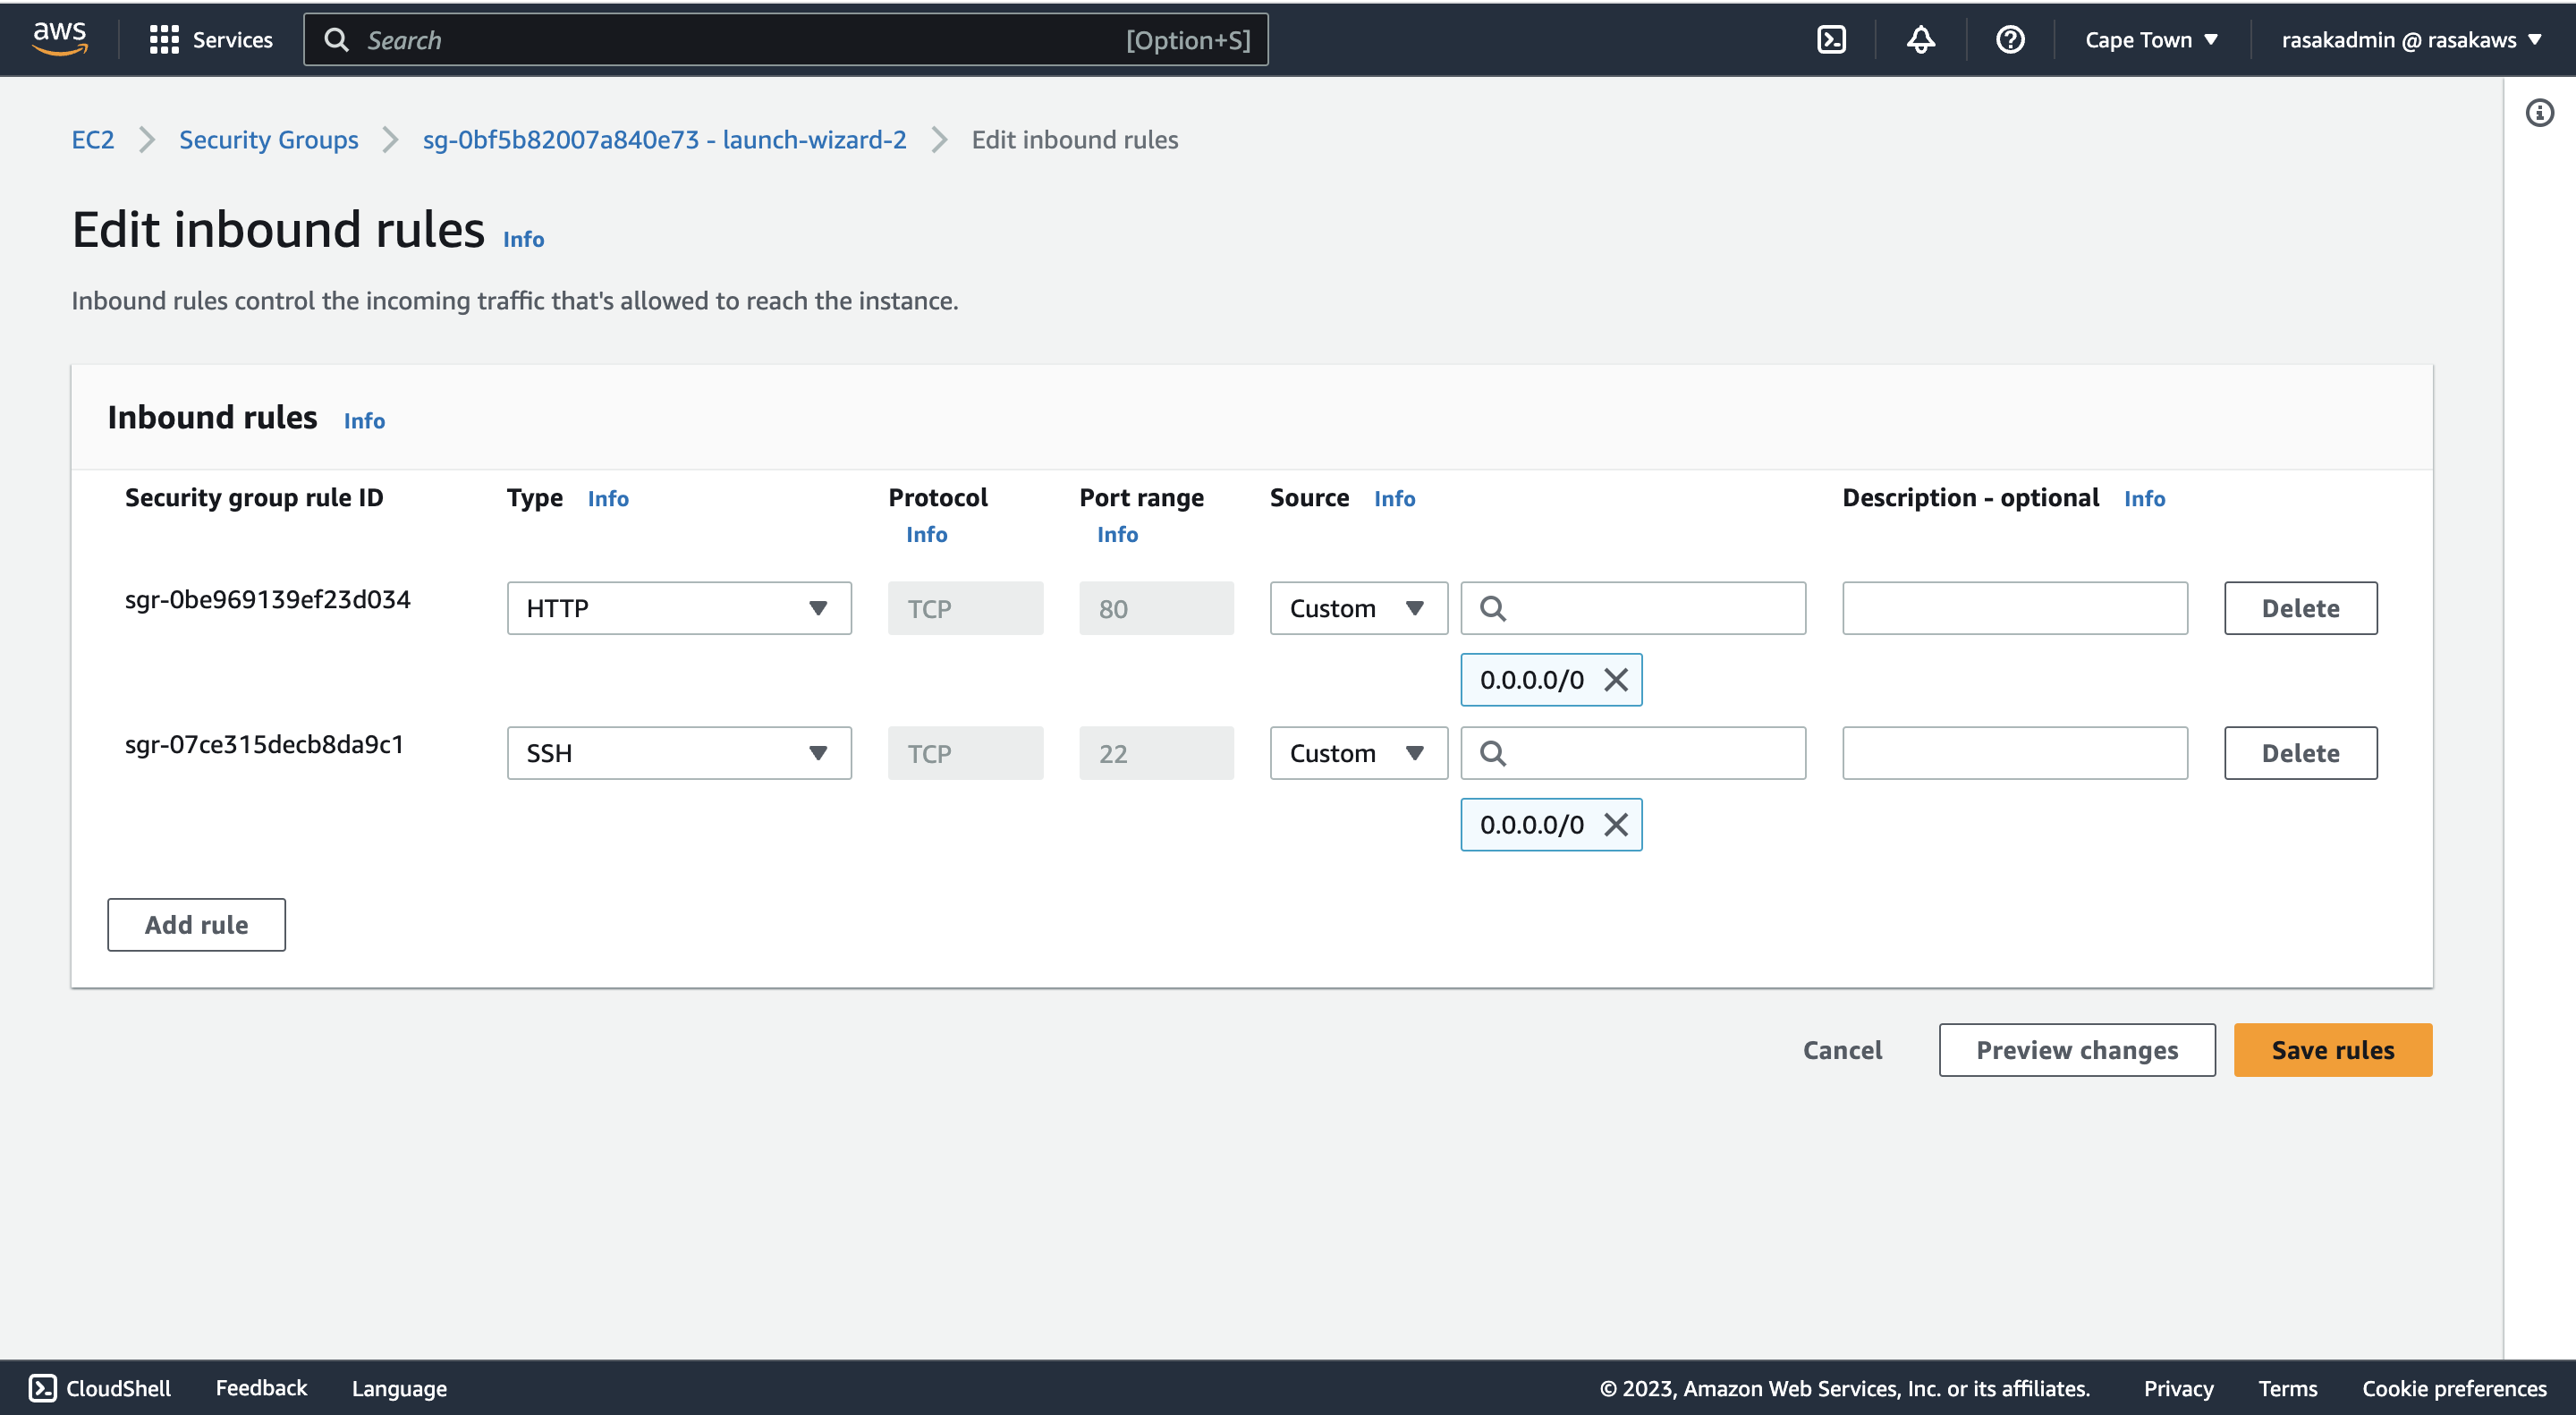 aws Services Search [Option+S] Cape Town rasakadmin @ rasakaws
EC2 Security Groups sg-0bf5b82007a840e73 - launch-wizard-2 Edit inbound rules
Edit inbound rules Info
Inbound rules control the incoming traffic that's allowed to reach the instance.
Inbound rules Info
Security group rule ID Type Info Protocol Info Port range Info Source Info Description - optional Info
sgr-0be969139ef23d034 HTTP TCP 80 Custom Delete
0.0.0.0/0
sgr-07ce315decb8da9c1 SSH TCP 22 Custom Delete
0.0.0.0/0
Add rule
Cancel Preview changes Save rules
CloudShell Feedback Language © 2023, Amazon Web Services, Inc. or its affiliates. Privacy Terms Cookie preferences